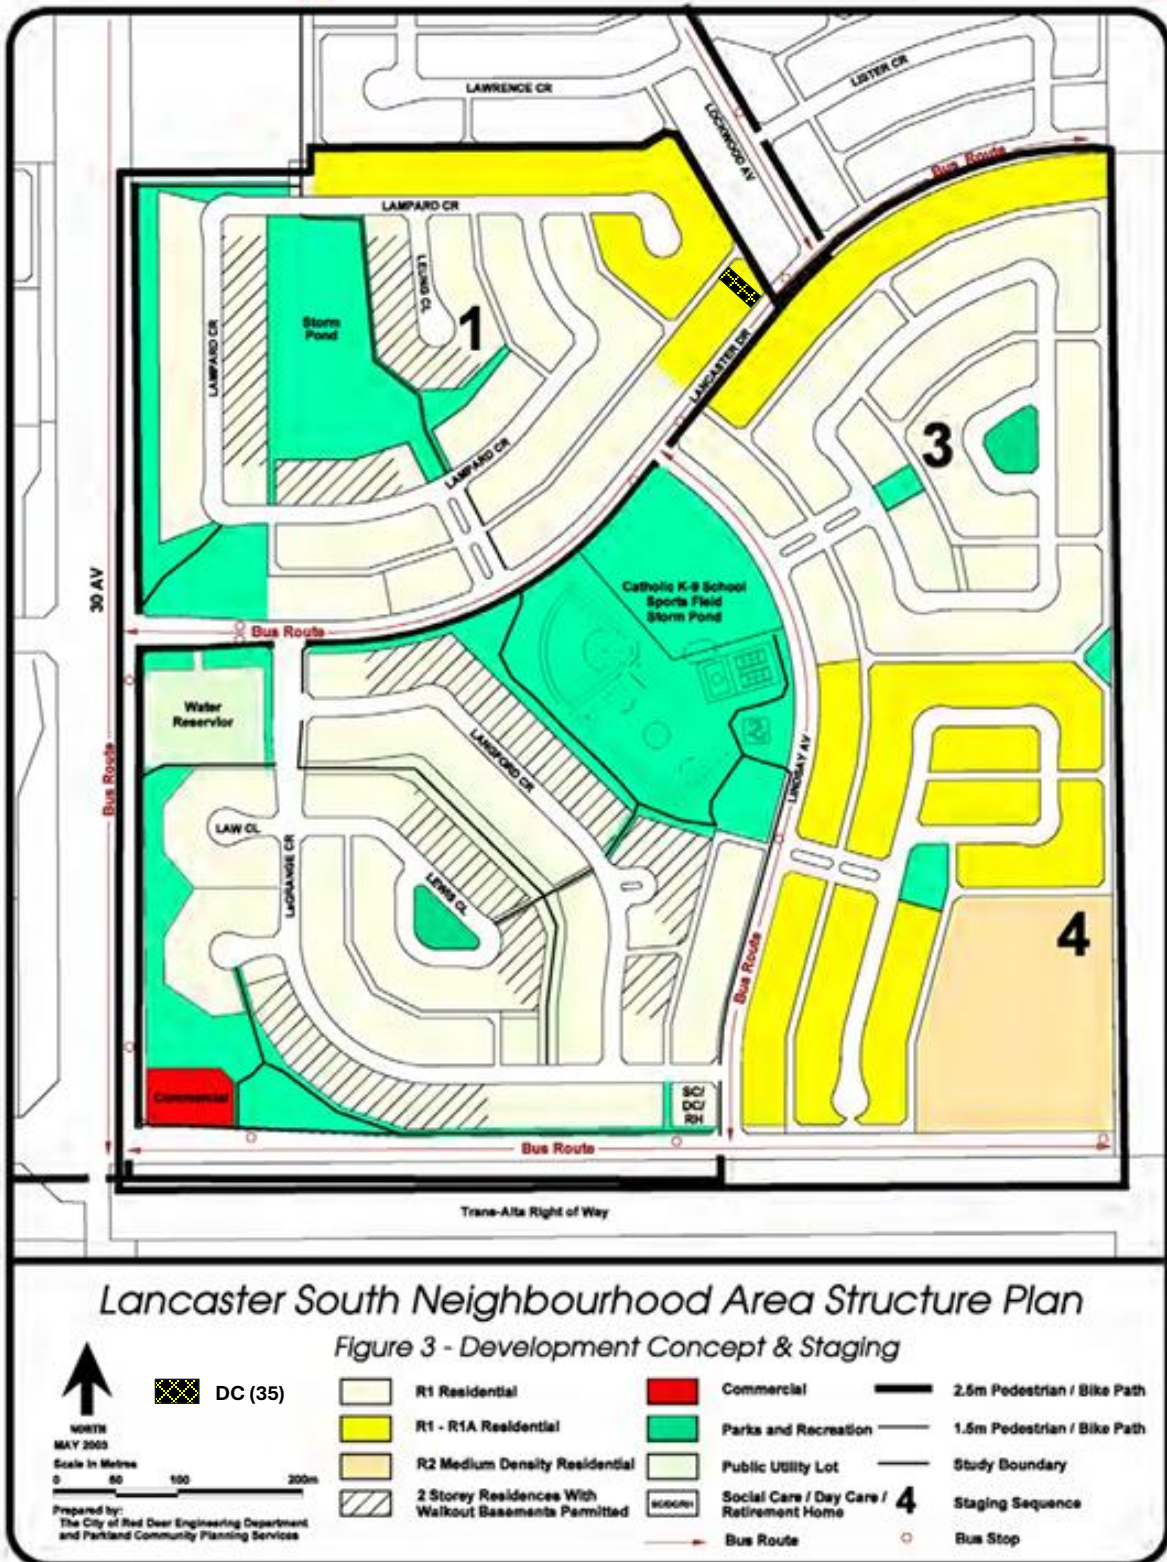 LAWRENCE CR
LISTER CR
LOCKWOOD AV
Bus Route
LAMPARD CR
LEUNG CL
1
Storm
Pond
LAMPARD CR
LANCASTER DR
3
LAMPARD CR
30 AV
Catholic K-9 School
Sports Field
Storm Pond
Bus Route
Water
Reservior
LANGFORD CR
Bus Route
LINDSAY AV
LAW CL
LeGRANGE CR
LEWIS CL
4
Bus Route
Commercial
SC/
DC/
RH
Bus Route
Trans-Alta Right of Way
Lancaster South Neighbourhood Area Structure Plan
Figure 3 - Development Concept & Staging
NORTH
MAY 2003
Scale in Metres
0 50 100 200m
Prepared by:
The City of Red Deer Engineering Department
and Parkland Community Planning Services
DC (35)
R1 Residential
R1 - R1A Residential
R2 Medium Density Residential
2 Storey Residences With
Walkout Basements Permitted
Commercial
Parks and Recreation
Public Utility Lot
SC/DC/RH
Social Care / Day Care /
Retirement Home
Bus Route
2.5m Pedestrian / Bike Path
1.5m Pedestrian / Bike Path
Study Boundary
4
Staging Sequence
Bus Stop